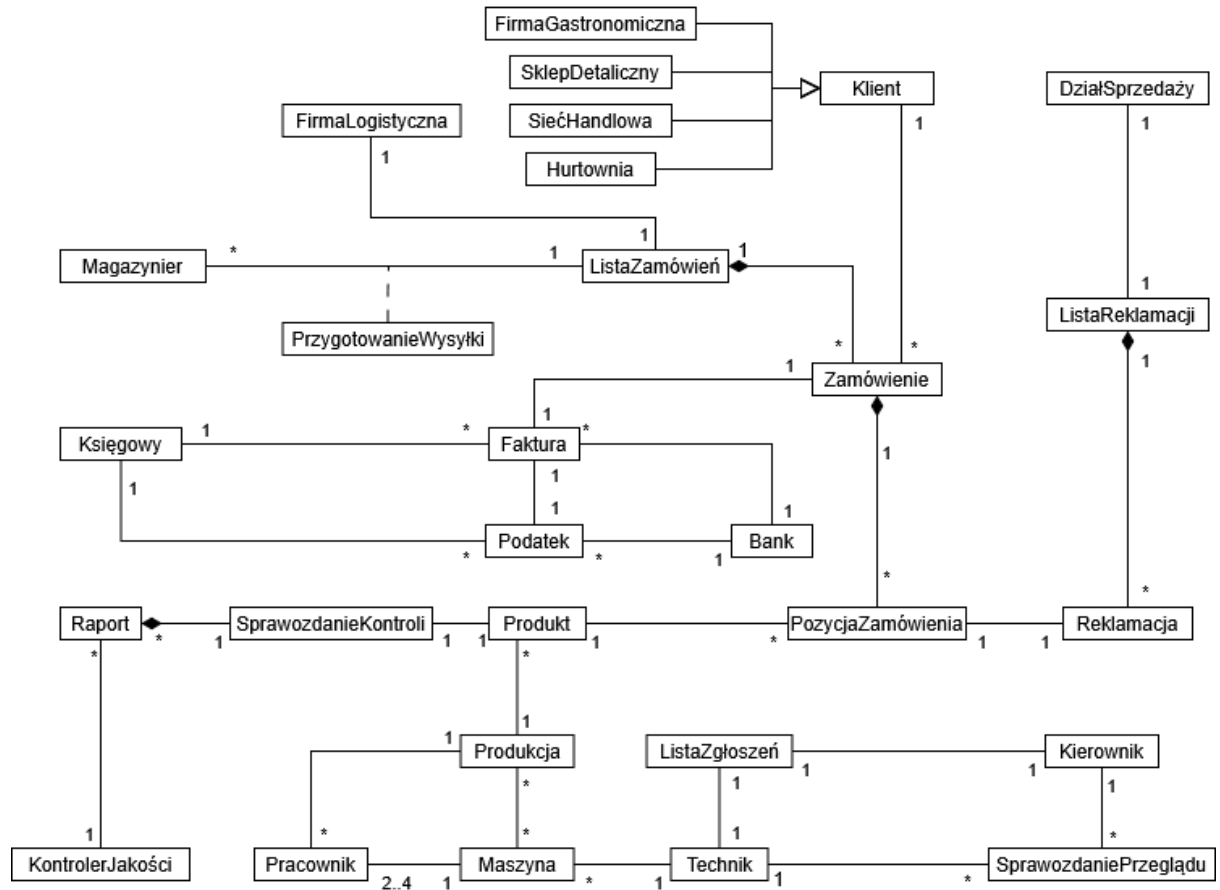 FirmaGastronomiczna
SklepDetaliczny
Klient
DziałSprzedaży
FirmaLogistyczna
SiećHandlowa
1
1
1
Hurtownia
1
*
1
1
Magazynier
ListaZamówień
1
PrzygotowanieWysyłki
ListaReklamacji
*
*
1
1
Zamówienie
1
Księgowy
1
*
Faktura
*
1
1
1
1
1
Podatek
Bank
*
*
1
*
*
Raport
SprawozdanieKontroli
Produkt
PozycjaZamówienia
Reklamacja
*
1
1
1
1
*
1
1
*
*
1
1
Produkcja
ListaZgłoszeń
Kierownik
1
1
1
1
*
1
*
*
1
*
KontrolerJakości
Pracownik
Maszyna
Technik
SprawozdaniePrzeglądu
2..4
1
*
1
1
*